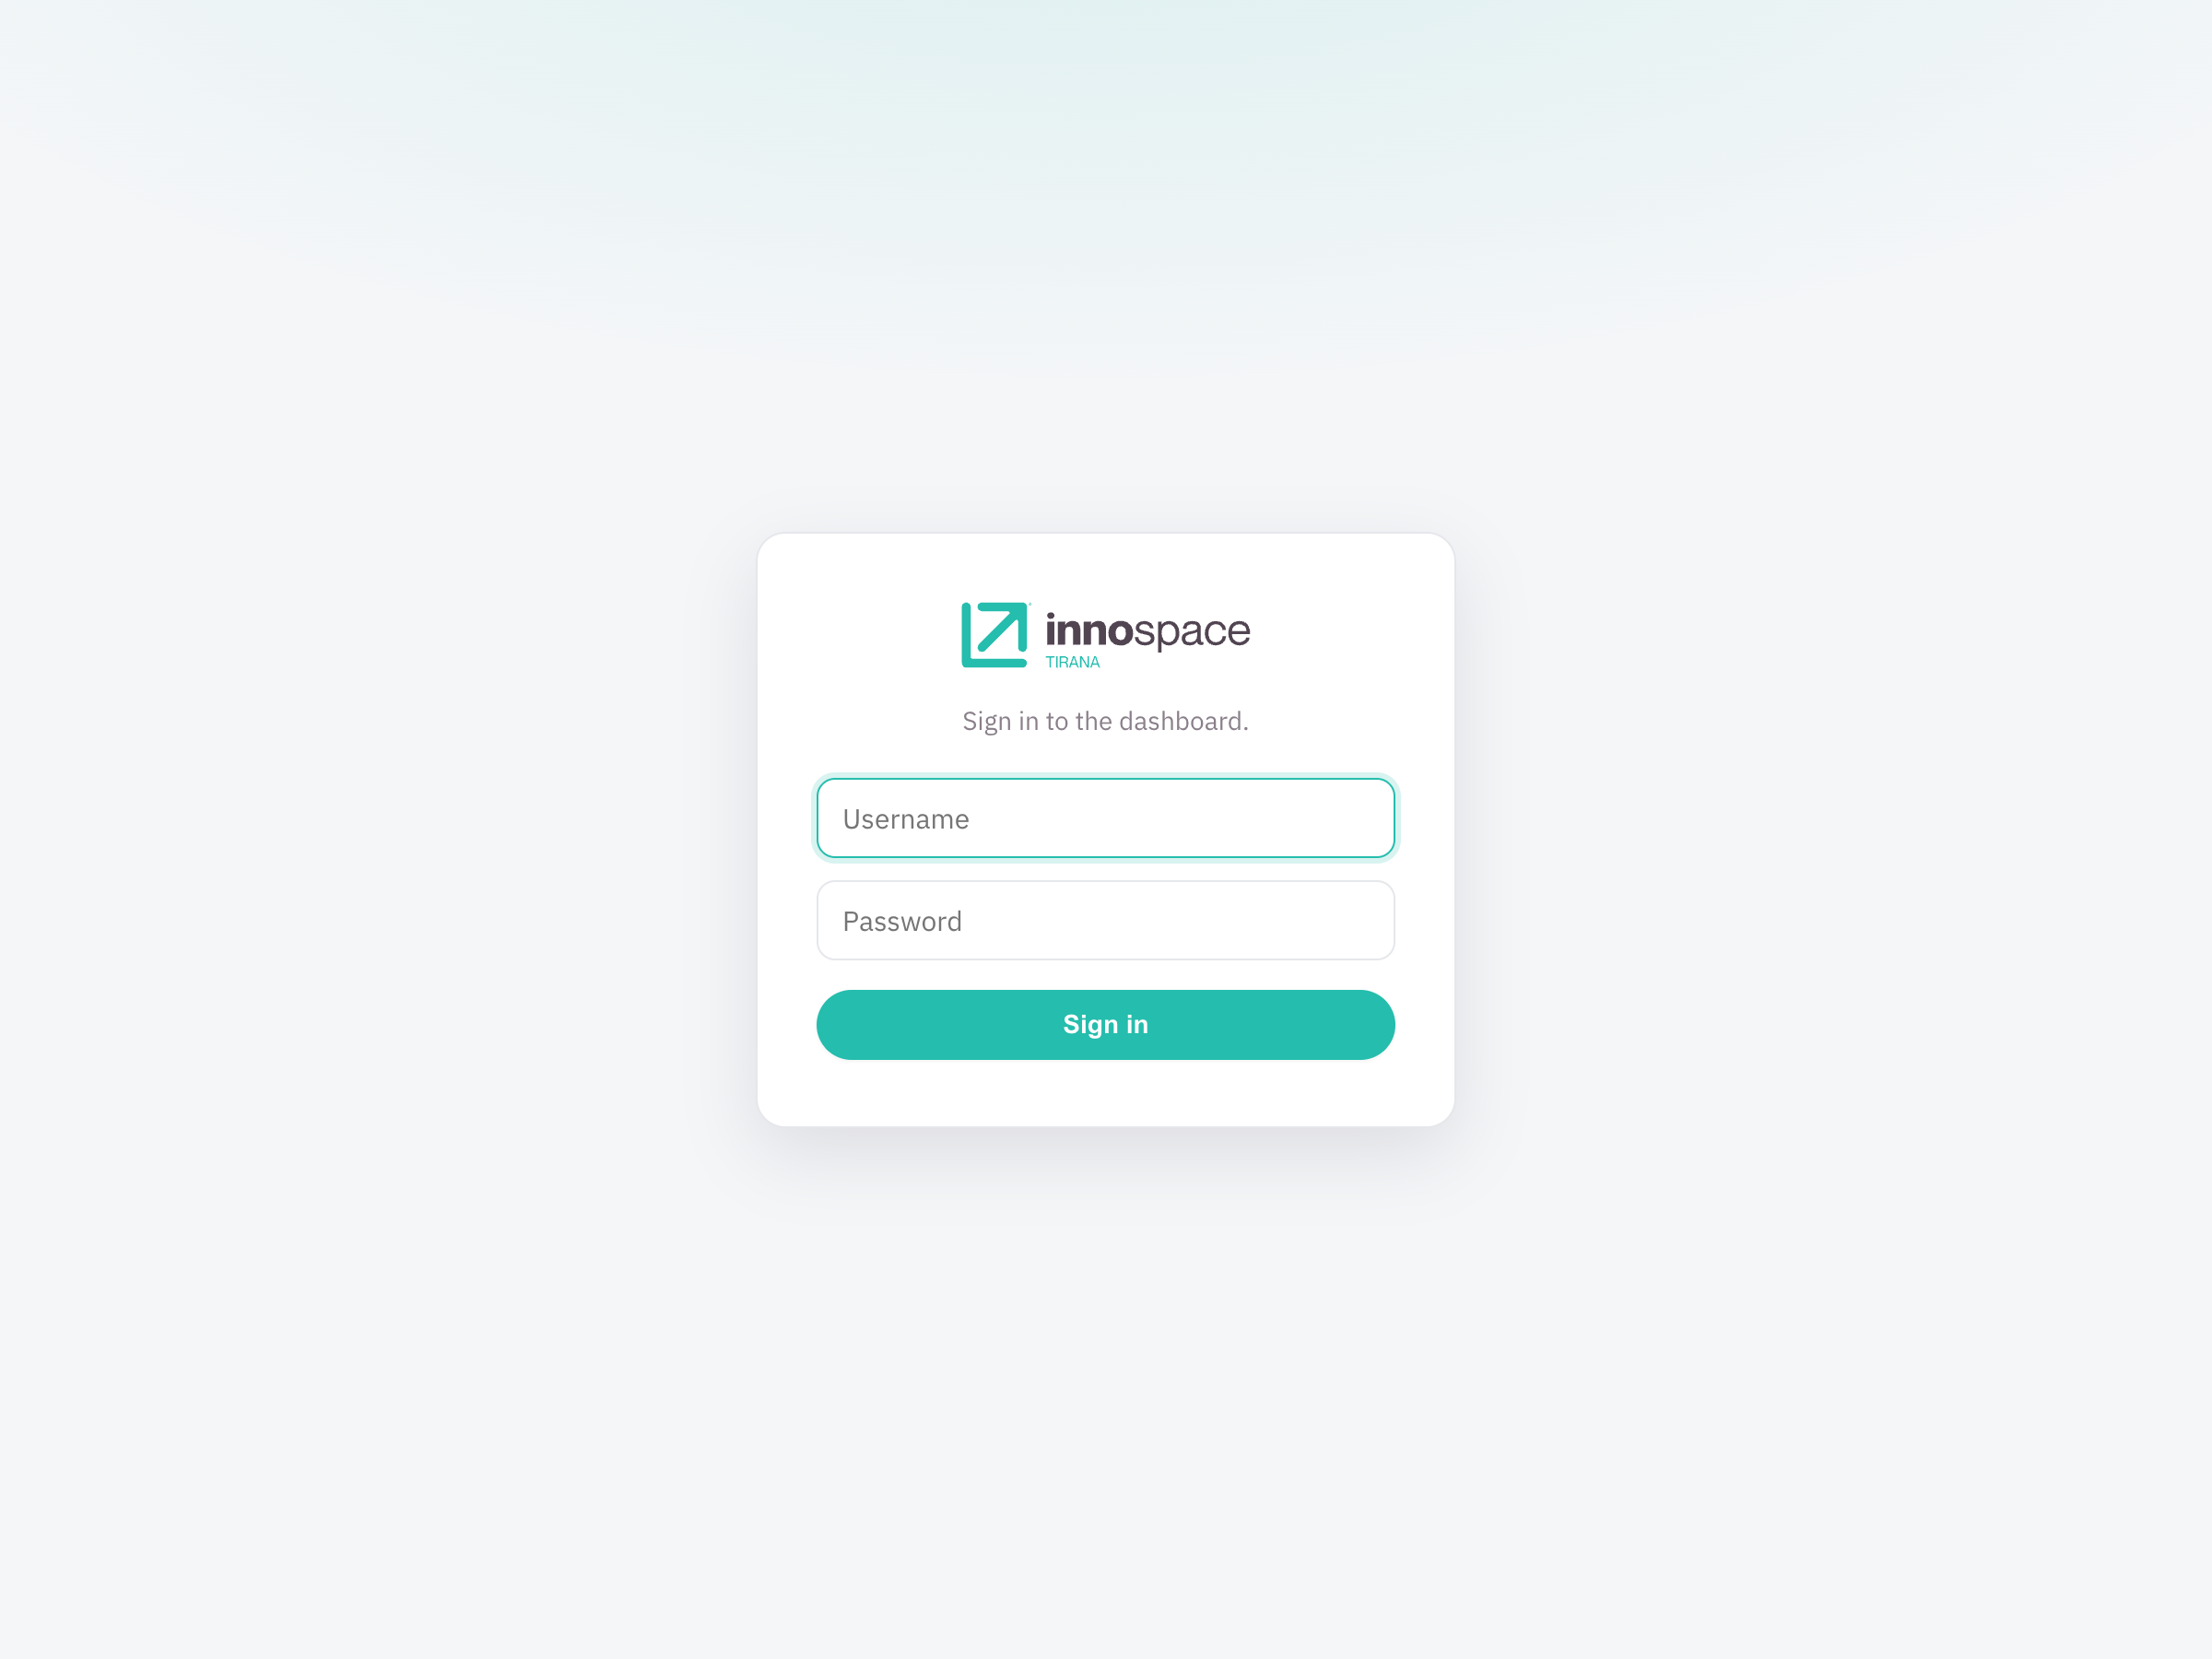 innospace
TIRANA
Sign in to the dashboard.
Username
Password
Sign in